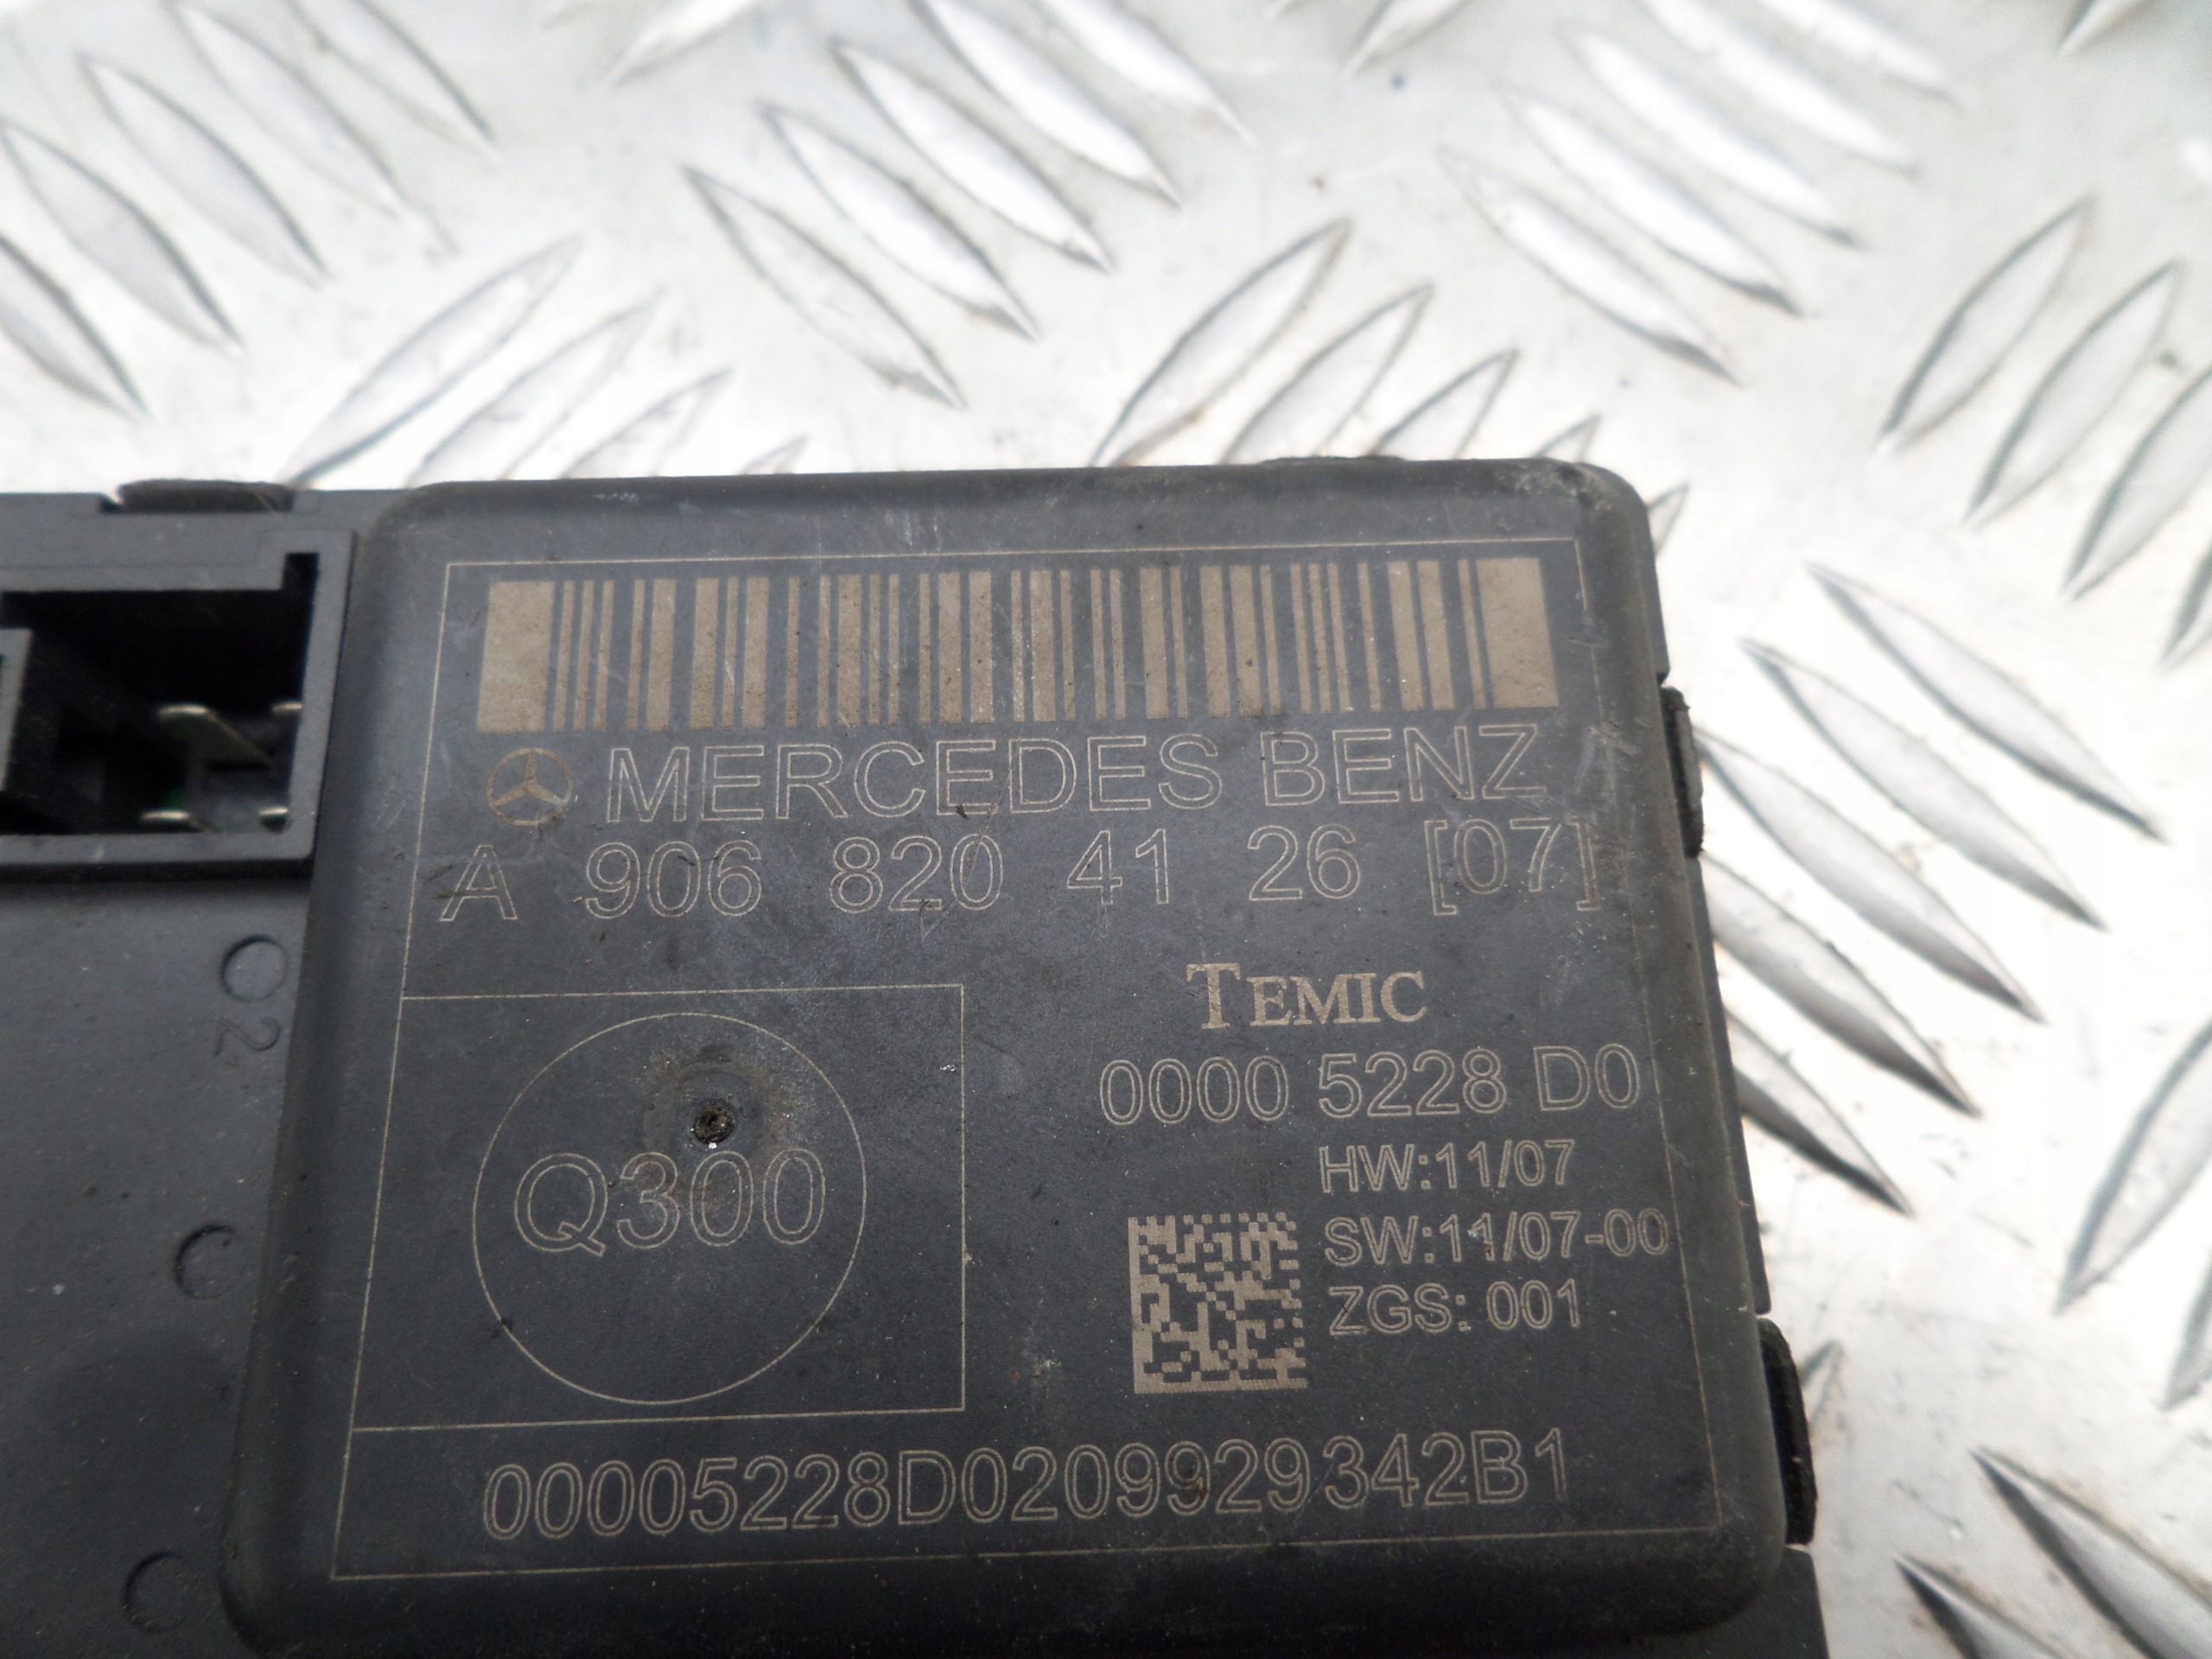 MERCEDES BENZ
A 906 820 41 26 [07]
TEMIC
0000 5228 D0
HW:11/07
SW:11/07-00
ZGS: 001
Q300
00005228D0209929342B1
2